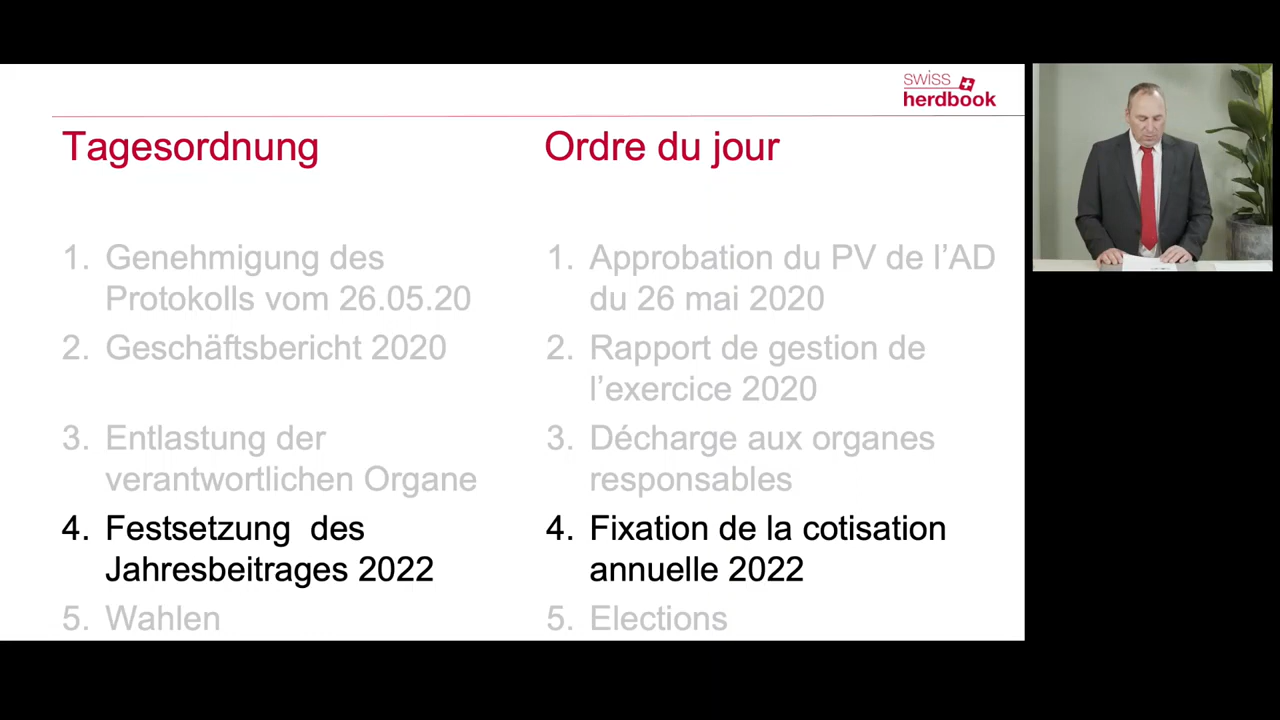 swiss
herdbook
Tagesordnung
1. Genehmigung des
Protokolls vom 26.05.20
2. Geschäftsbericht 2020
3. Entlastung der
verantwortlichen Organe
4. Festsetzung des
Jahresbeitrages 2022
5. Wahlen
Ordre du jour
1. Approbation du PV de l’AD
du 26 mai 2020
2. Rapport de gestion de
l’exercice 2020
3. Décharge aux organes
responsables
4. Fixation de la cotisation
annuelle 2022
5. Elections